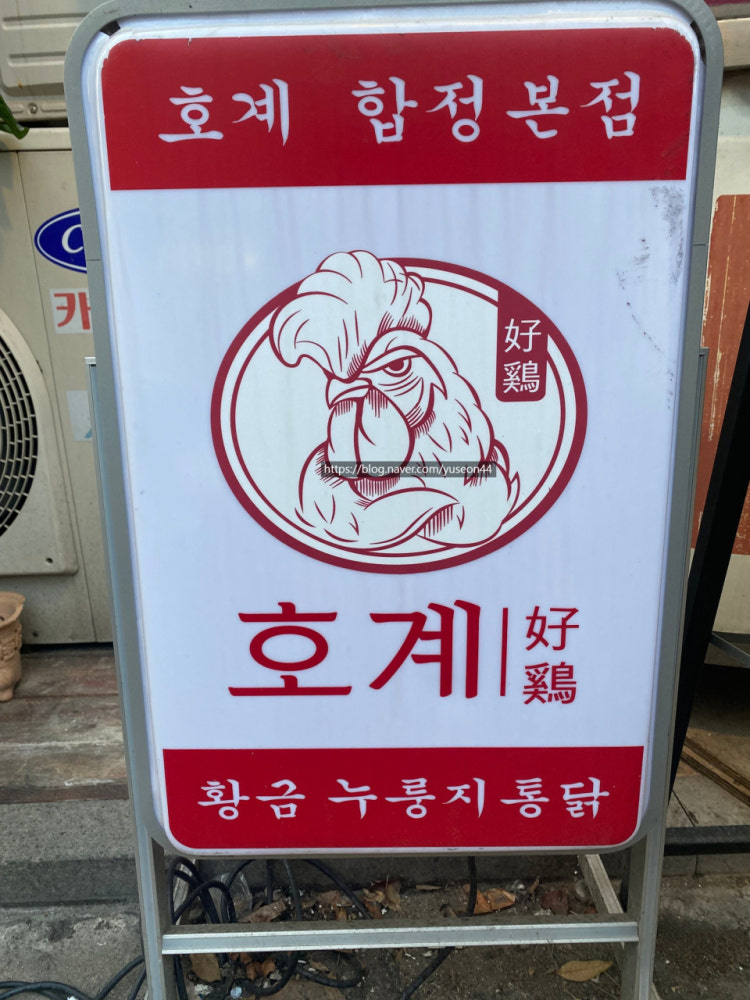 호계 합정본점
카
好
鷄
https://blog.naver.com/yuseon44
호계 好
鷄
황금 누룽지통닭